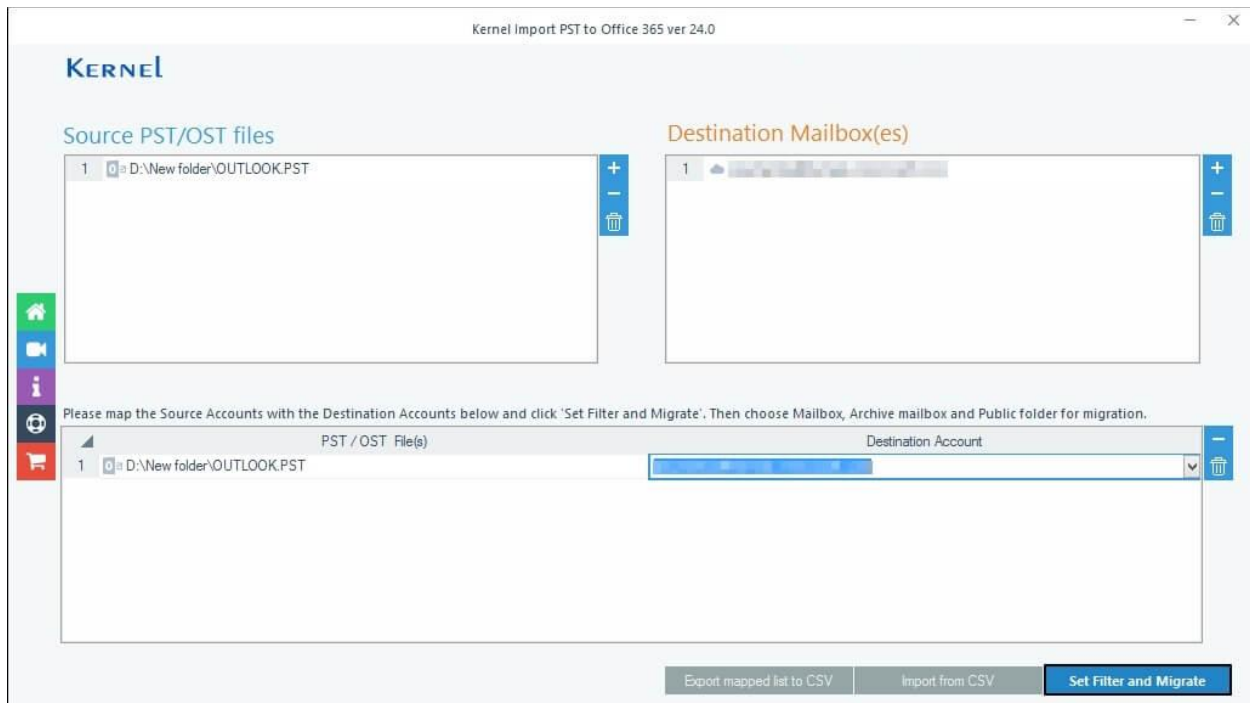 Kernel Import PST to Office 365 ver 24.0
KERNEL
Source PST/OST files
Destination Mailbox(es)
1 D:\New folder\OUTLOOK.PST
1
Please map the Source Accounts with the Destination Accounts below and click 'Set Filter and Migrate'. Then choose Mailbox, Archive mailbox and Public folder for migration.
PST / OST File(s) Destination Account
1 D:\New folder\OUTLOOK.PST
Export mapped list to CSV Import from CSV Set Filter and Migrate